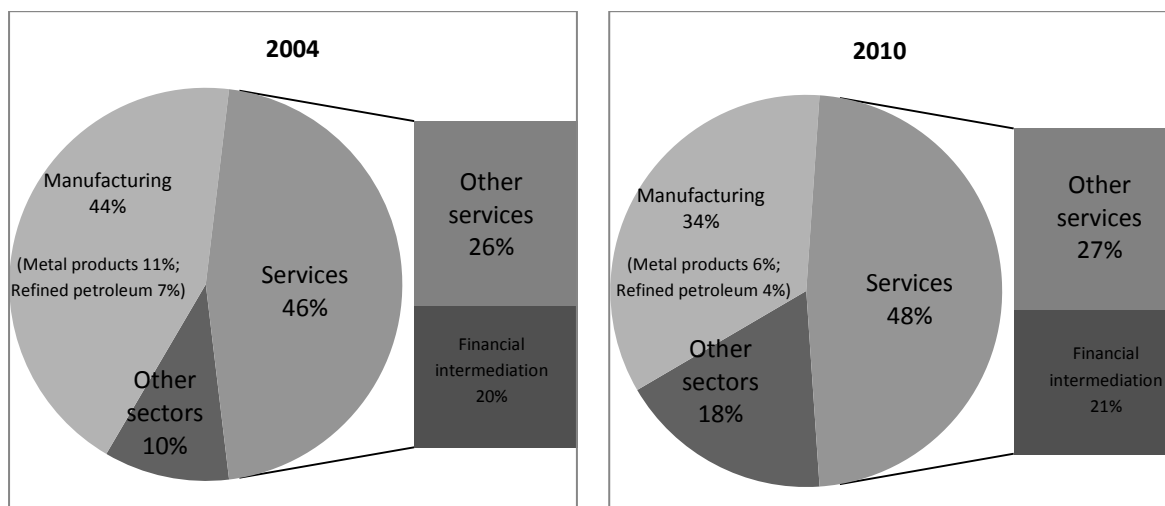 2004
Manufacturing
44%
(Metal products 11%;
Refined petroleum 7%)
Services
46%
Other
sectors
10%
Other
services
26%
Financial
intermediation
20%
2010
Manufacturing
34%
(Metal products 6%;
Refined petroleum 4%)
Services
48%
Other
sectors
18%
Other
services
27%
Financial
intermediation
21%